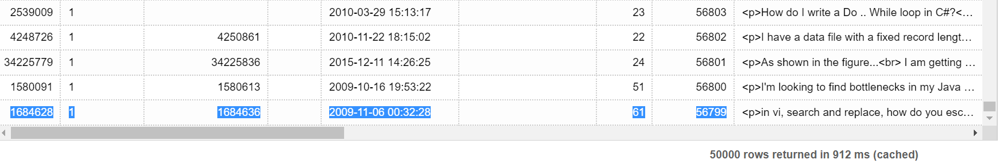 2539009 1 2010-03-29 15:13:17 23 56803 <p>How do I write a Do .. While loop in C#?<...
4248726 1 4250861 2010-11-22 18:15:02 22 56802 <p>I have a data file with a fixed record lengt...
34225779 1 34225836 2015-12-11 14:26:25 24 56801 <p>As shown in the figure...<br> I am getting ...
1580091 1 1580613 2009-10-16 19:53:22 51 56800 <p>I'm looking to find bottlenecks in my Java ...
1684628 1 1684636 2009-11-06 00:32:28 61 56799 <p>in vi, search and replace, how do you esc...
50000 rows returned in 912 ms (cached)